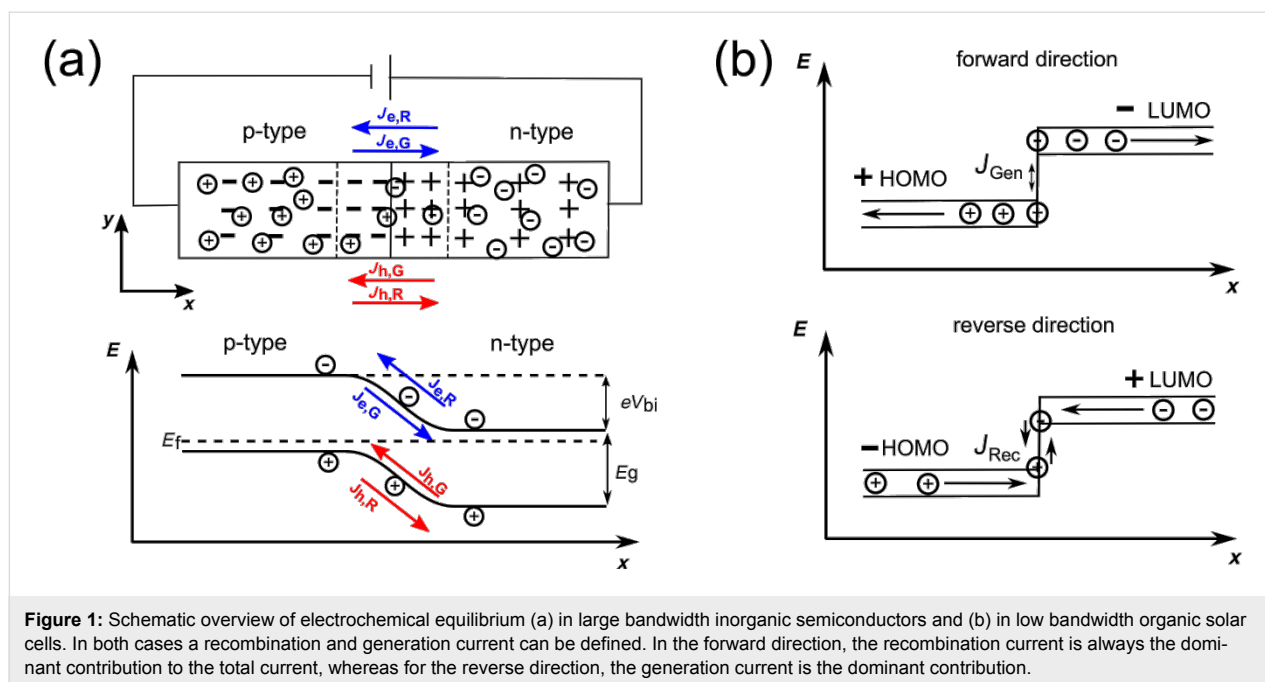 (a)
J e,R
p-type
n-type
J e,G
y
J h,G
J h,R
x
E
p-type
n-type
J e,R
eV bi
J e,G
E f
J h,G
E g
J h,R
x
(b)
E
forward direction
− LUMO
J Gen
+ HOMO
x
E
reverse direction
+ LUMO
− HOMO
J Rec
x
Figure 1: Schematic overview of electrochemical equilibrium (a) in large bandwidth inorganic semiconductors and (b) in low bandwidth organic solar
cells. In both cases a recombination and generation current can be defined. In the forward direction, the recombination current is always the domi-
nant contribution to the total current, whereas for the reverse direction, the generation current is the dominant contribution.